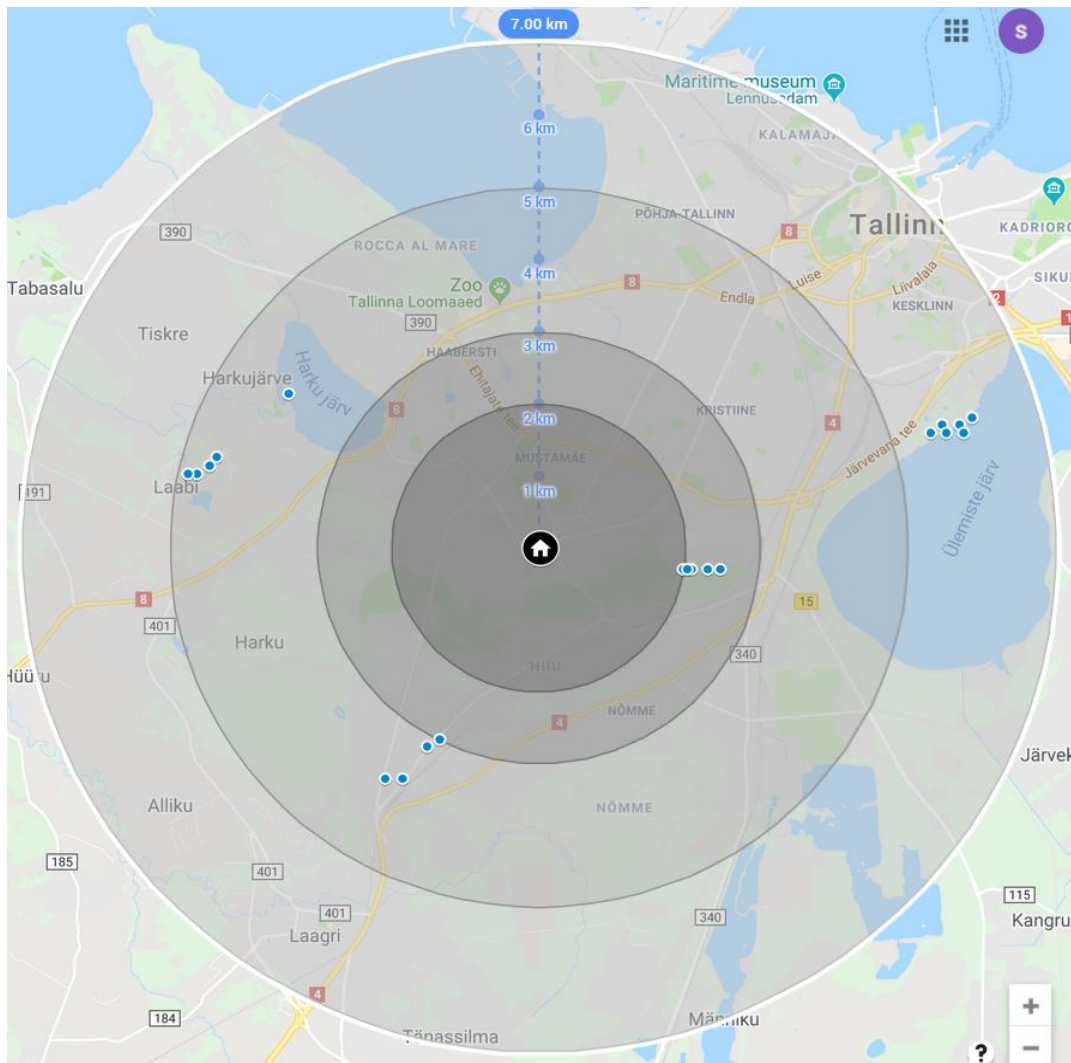 7.00 km
S
Maritime museum
Lennusadam
6 km
KALAMAJA
5 km
PÕHJA-TALLINN
390
8
Tallinn
KADRIORG
ROCCA AL MARE
4 km
Zoo
Tallinna Loomaaed
8
Luise
Liivalaia
Endla
KESKLINN
SIKU
2
Tabasalu
390
1
Tiskre
3 km
HAABERSTI
Harku järv
Ehitajate tee
Harkujärve
8
2 km
KRISTIINE
4
Järvevana tee
MUSTAMÄE
191
Laabi
1 km
Ülemiste järv
8
15
401
Harku
340
HIIU
Hüüru
NÕMME
4
Järvek
Alliku
NÕMME
185
401
115
401
340
Kangru
Laagri
4
184
Tänassilma
Männiku
+
?
−